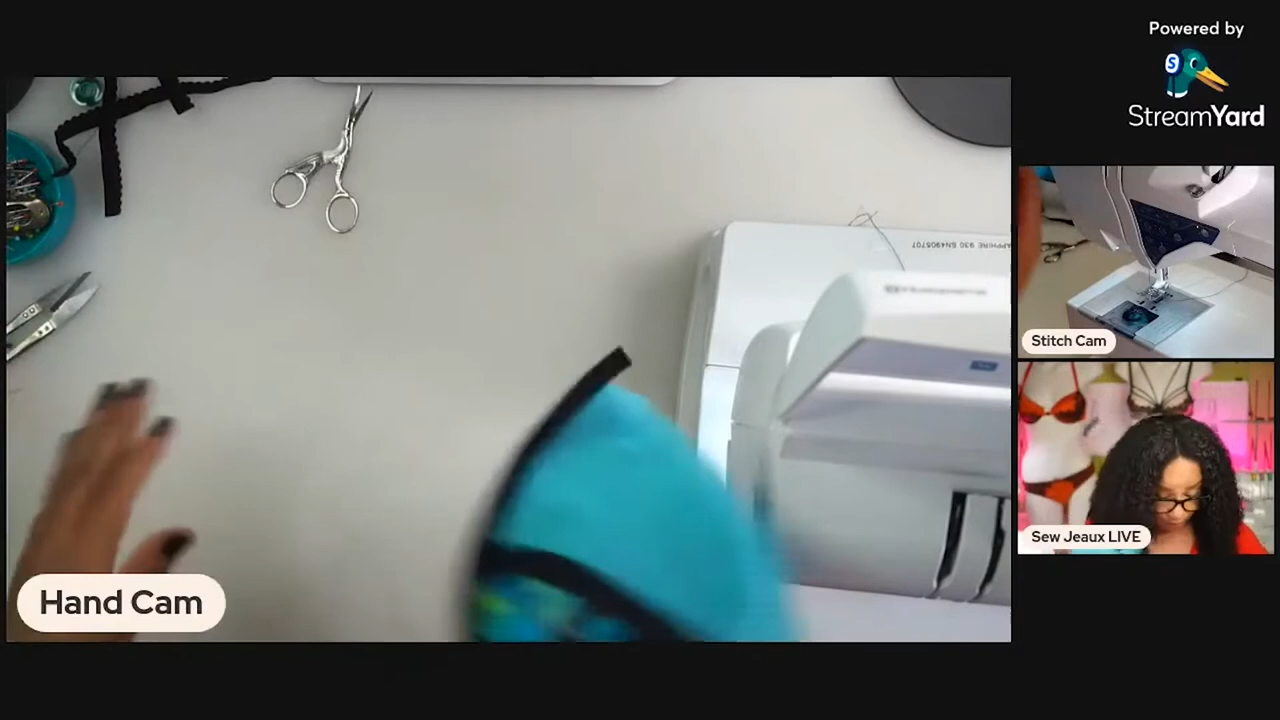 Powered by
S
StreamYard
Stitch Cam
Sew Jeaux LIVE
Hand Cam